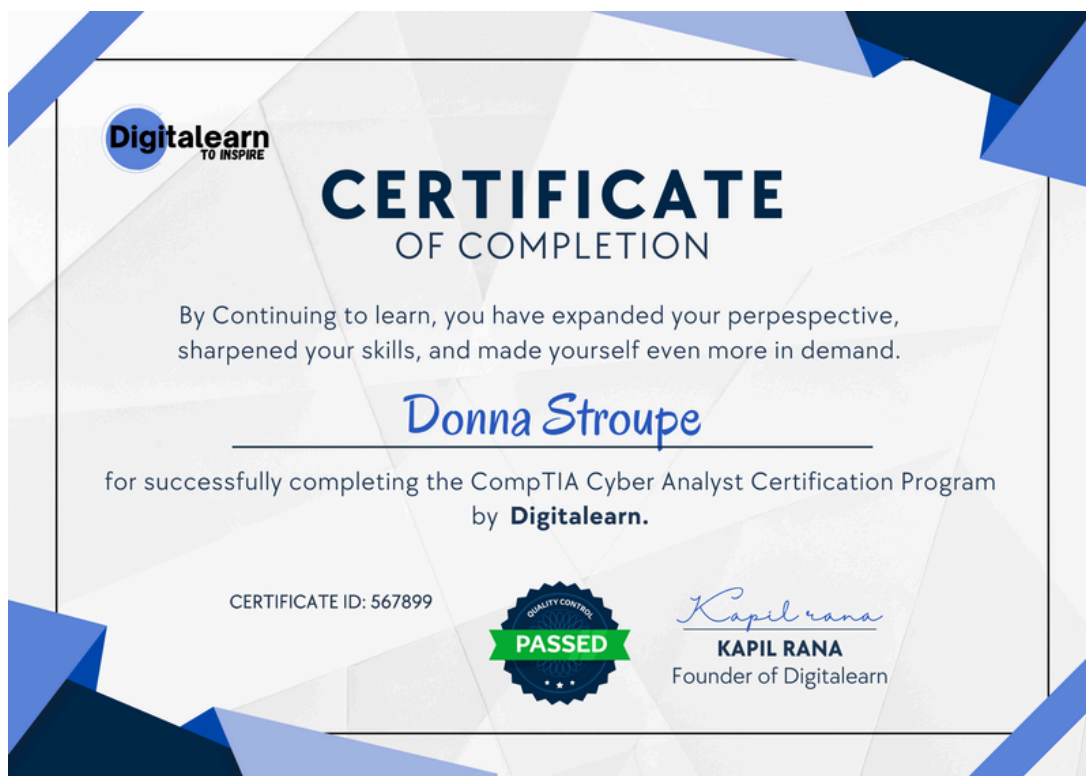 Digitalearn
TO INSPIRE
CERTIFICATE
OF COMPLETION
By Continuing to learn, you have expanded your perpespective,
sharpened your skills, and made yourself even more in demand.
Donna Stroupe
for successfully completing the CompTIA Cyber Analyst Certification Program
by Digitalearn.
CERTIFICATE ID: 567899
QUALITY CONTROL
PASSED
Kapil rana
KAPIL RANA
Founder of Digitalearn